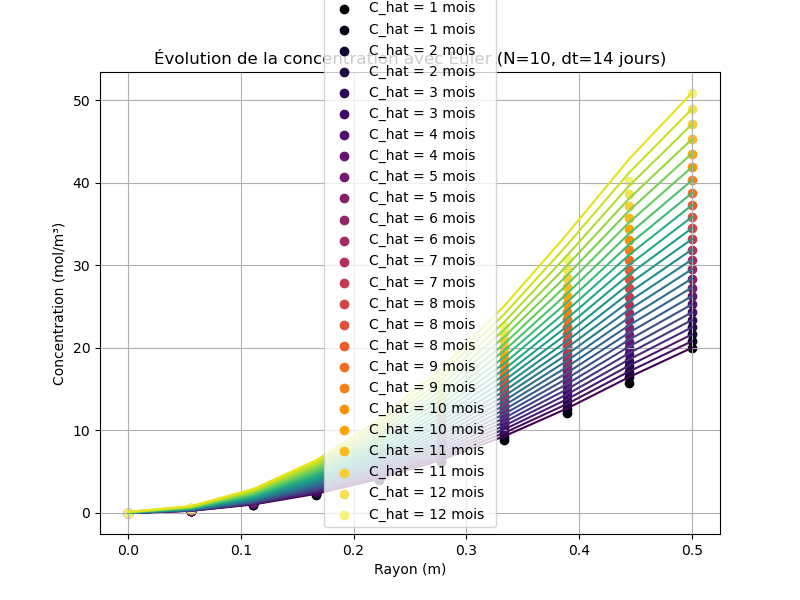 C_hat = 1 mois
C_hat = 1 mois
Évolution de la concentration avec Euler (N=10, dt=14 jours)
C_hat = 2 mois
C_hat = 2 mois
C_hat = 3 mois
C_hat = 3 mois
C_hat = 4 mois
C_hat = 4 mois
C_hat = 5 mois
C_hat = 5 mois
C_hat = 6 mois
C_hat = 6 mois
C_hat = 7 mois
C_hat = 7 mois
C_hat = 8 mois
C_hat = 8 mois
C_hat = 8 mois
C_hat = 9 mois
C_hat = 9 mois
C_hat = 10 mois
C_hat = 10 mois
C_hat = 11 mois
C_hat = 11 mois
C_hat = 12 mois
C_hat = 12 mois
50
40
30
20
10
0
Concentration (mol/m³)
0.0 0.1 0.2 0.3 0.4 0.5
Rayon (m)